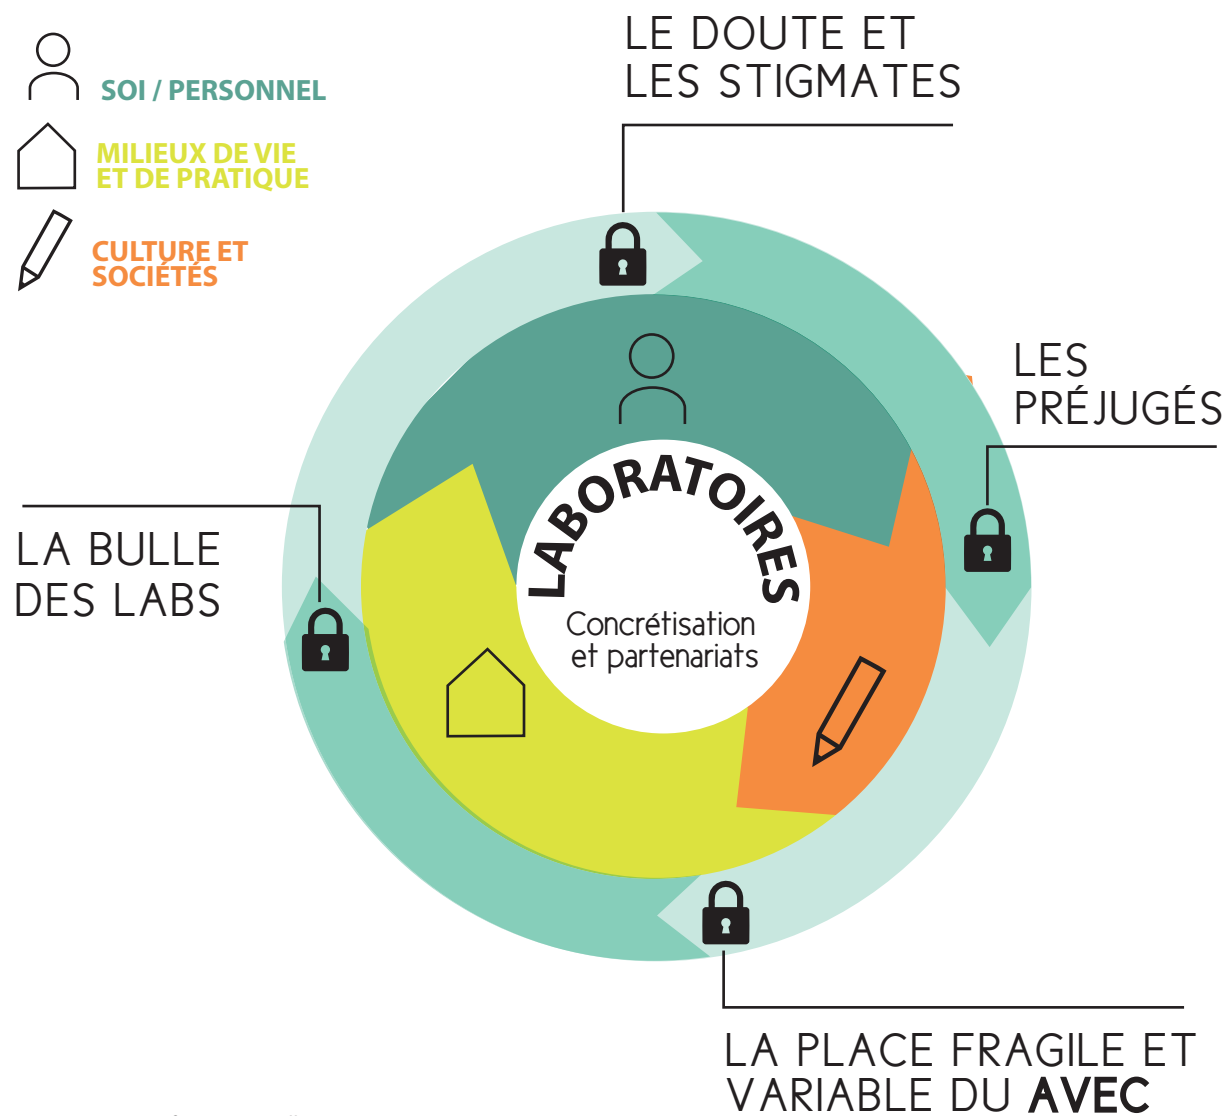 SOI / PERSONNEL
MILIEUX DE VIE
ET DE PRATIQUE
CULTURE ET
SOCIÉTÉS
LE DOUTE ET
LES STIGMATES
LES
PRÉJUGÉS
LA BULLE
DES LABS
LABORATOIRES
Concrétisation
et partenariats
LA PLACE FRAGILE ET
VARIABLE DU AVEC